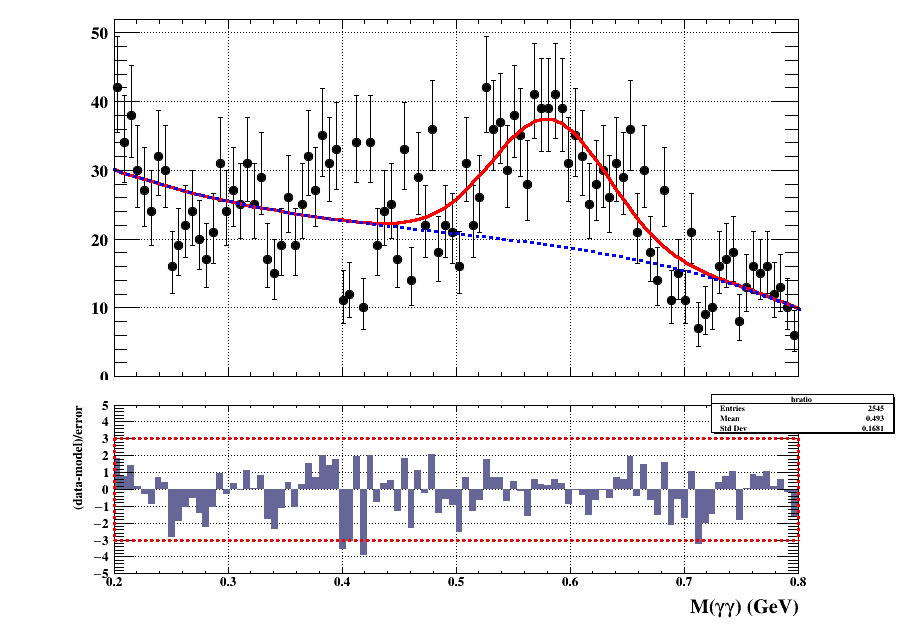 50
40
30
20
10
0
hratio
Entries 2545
Mean 0.493
Std Dev 0.1681
(data-model)/error
5
4
3
2
1
0
−1
−2
−3
−4
−5
0.2 0.3 0.4 0.5 0.6 0.7 0.8
M(γγ) (GeV)